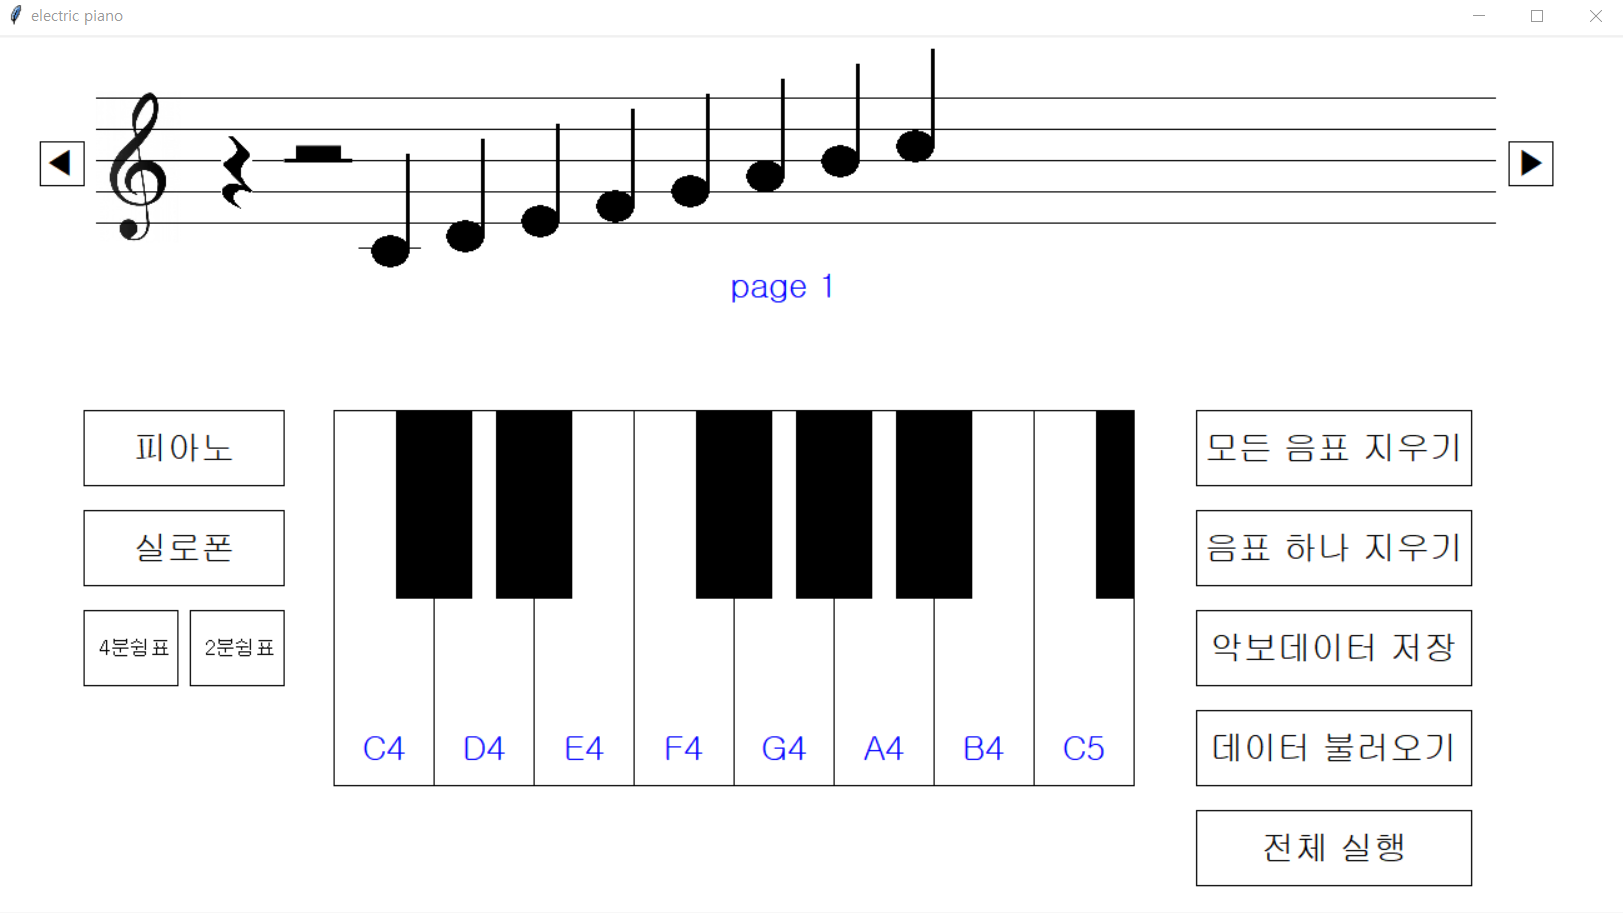 electric piano
page 1
피아노
실로폰
4분쉼표
2분쉼표
C4
D4
E4
F4
G4
A4
B4
C5
모든 음표 지우기
음표 하나 지우기
악보데이터 저장
데이터 불러오기
전체 실행